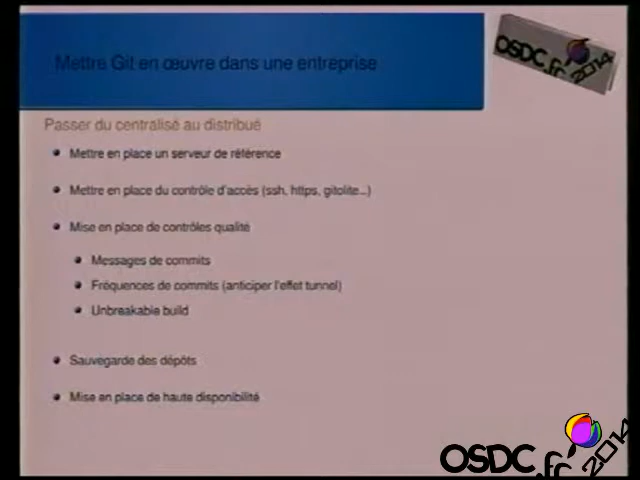 Mettre Git en œuvre dans une entreprise
OSDC.fr 2014
Passer du centralisé au distribué
Mettre en place un serveur de référence
Mettre en place du contrôle d'accès (ssh, https, gitolite...)
Mise en place de contrôles qualité
Messages de commits
Fréquences de commits (anticiper l'effet tunnel)
Unbreakable build
Sauvegarde des dépôts
Mise en place de haute disponibilité
OSDC.fr 2014